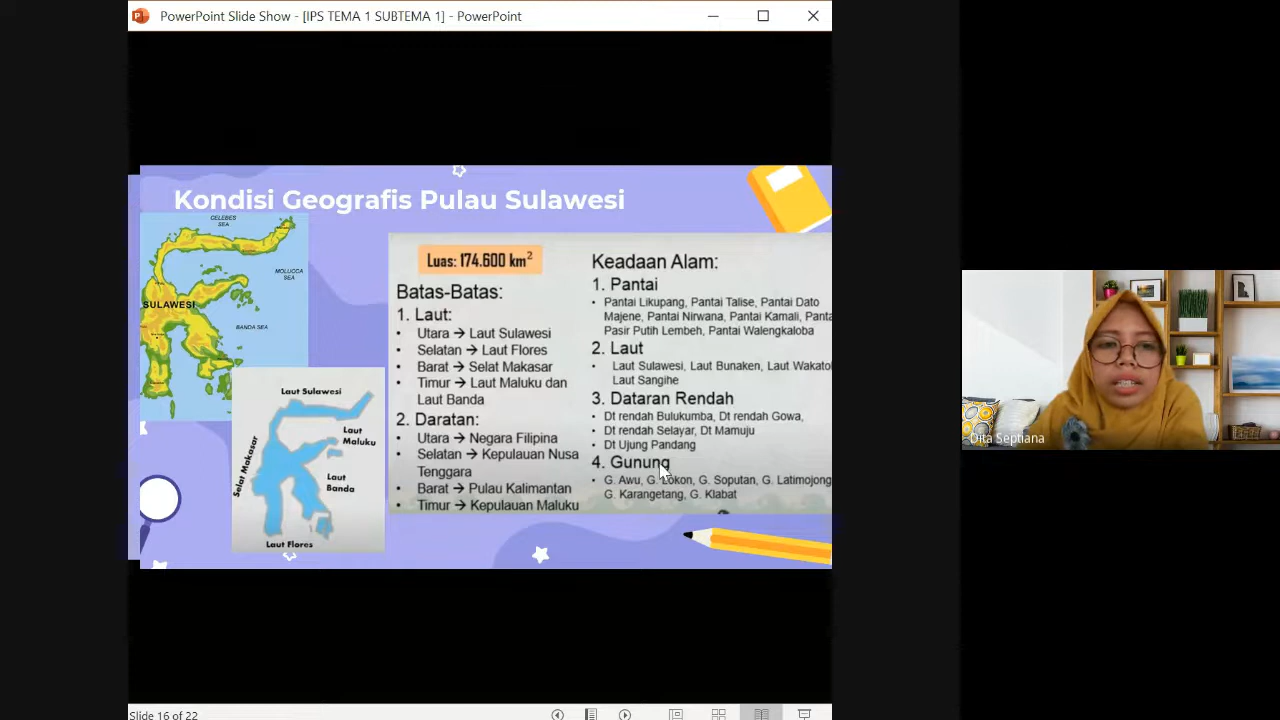 PowerPoint Slide Show - [IPS TEMA 1 SUBTEMA 1] - PowerPoint
Kondisi Geografis Pulau Sulawesi
CELEBES
SEA
MOLUCCA
SEA
SULAWESI
BANDA SEA
Laut Sulawesi
Laut
Maluku
Selat Makasar
Laut
Banda
Laut Flores
Luas: 174.600 km²
Batas-Batas:
1. Laut:
• Utara → Laut Sulawesi
• Selatan → Laut Flores
• Barat → Selat Makasar
• Timur → Laut Maluku dan
Laut Banda
2. Daratan:
• Utara → Negara Filipina
• Selatan → Kepulauan Nusa
Tenggara
• Barat → Pulau Kalimantan
• Timur → Kepulauan Maluku
Keadaan Alam:
1. Pantai
• Pantai Likupang, Pantai Talise, Pantai Dato
Majene, Pantai Nirwana, Pantai Kamali, Panta
Pasir Putih Lembeh, Pantai Walengkaloba
2. Laut
• Laut Sulawesi, Laut Bunaken, Laut Wakato
Laut Sangihe
3. Dataran Rendah
• Dt rendah Bulukumba, Dt rendah Gowa,
• Dt rendah Selayar, Dt Mamuju
• Dt Ujung Pandang
4. Gunung
• G. Awu, G. Lokon, G. Soputan, G. Latimojong
G. Karangetang, G. Klabat
Dita Septiana
Slide 16 of 22